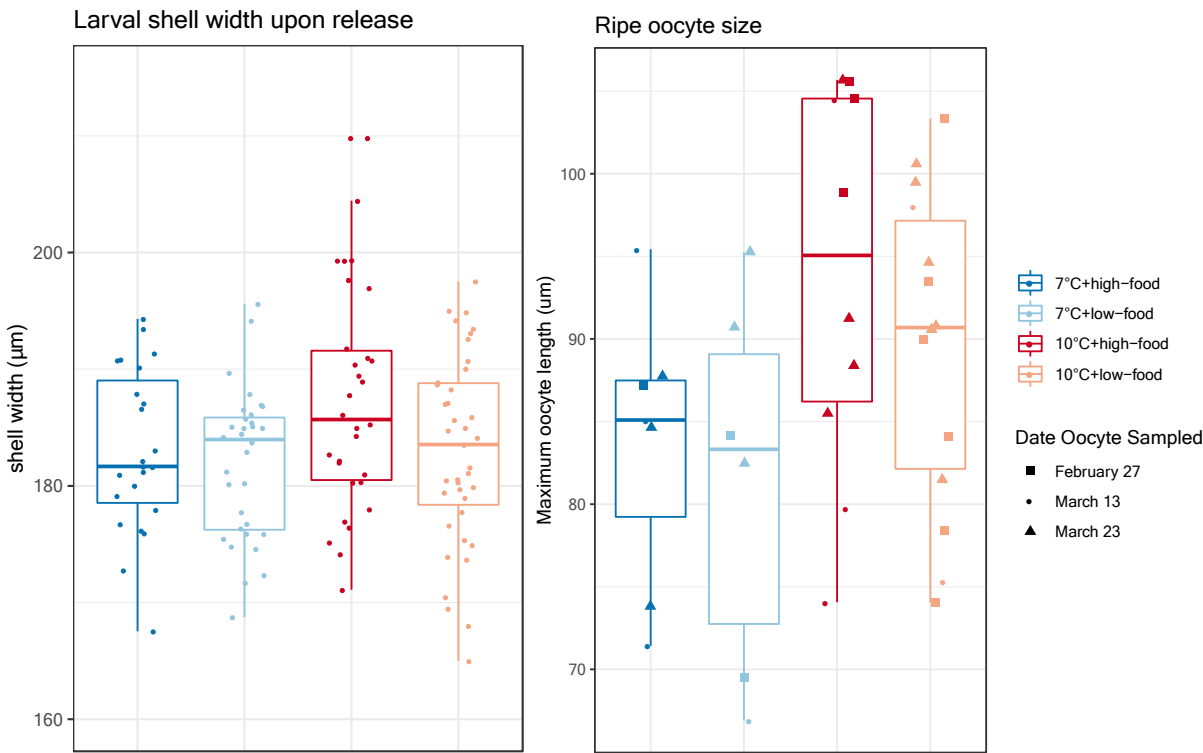 Larval shell width upon release
shell width (µm)
200
180
160
Ripe oocyte size
Maximum oocyte length (um)
100
90
80
70
7°C+high−food
7°C+low−food
10°C+high−food
10°C+low−food
Date Oocyte Sampled
February 27
March 13
March 23